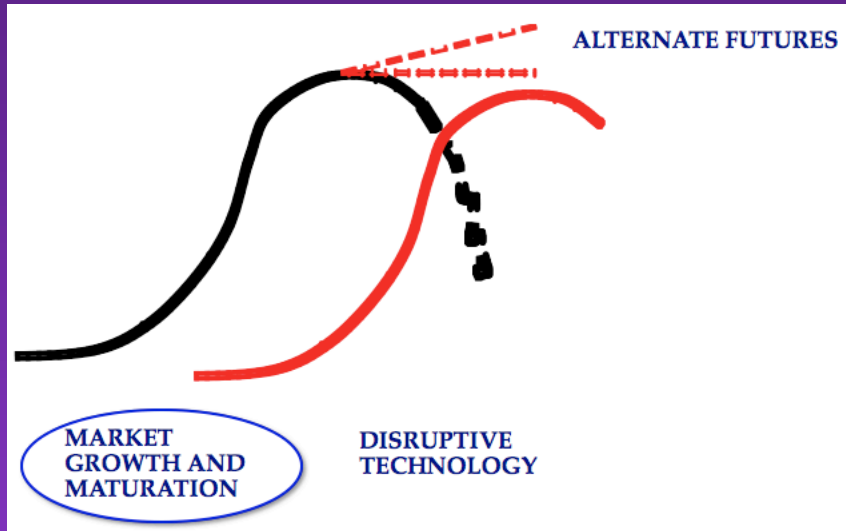 ALTERNATE FUTURES
MARKET
GROWTH AND
MATURATION
DISRUPTIVE
TECHNOLOGY